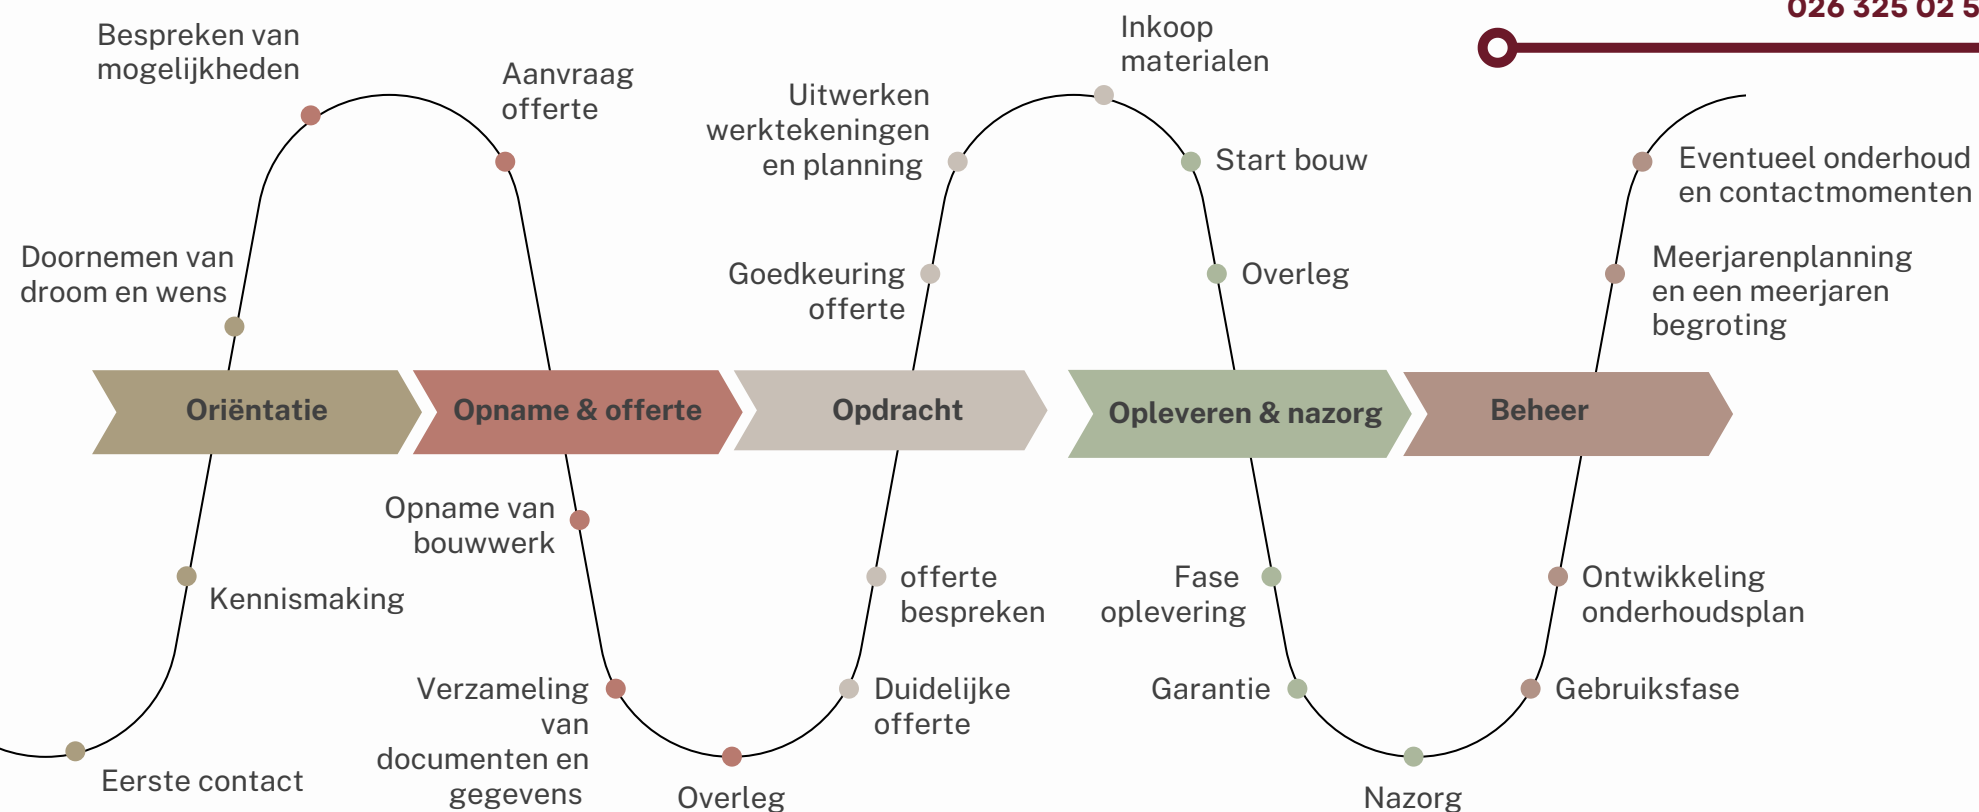 026 325 02 5
Bespreken van
mogelijkheden
Aanvraag
offerte
Inkoop
materialen
Uitwerken
werktekeningen
en planning
Start bouw
Eventueel onderhoud
en contactmomenten
Doornemen van
droom en wens
Goedkeuring
offerte
Overleg
Meerjarenplanning
en een meerjaren
begroting
Oriëntatie
Opname & offerte
Opdracht
Opleveren & nazorg
Beheer
Opname van
bouwwerk
Kennismaking
offerte
bespreken
Fase
oplevering
Ontwikkeling
onderhoudsplan
Verzameling
van
documenten en
gegevens
Duidelijke
offerte
Garantie
Gebruiksfase
Eerste contact
Overleg
Nazorg